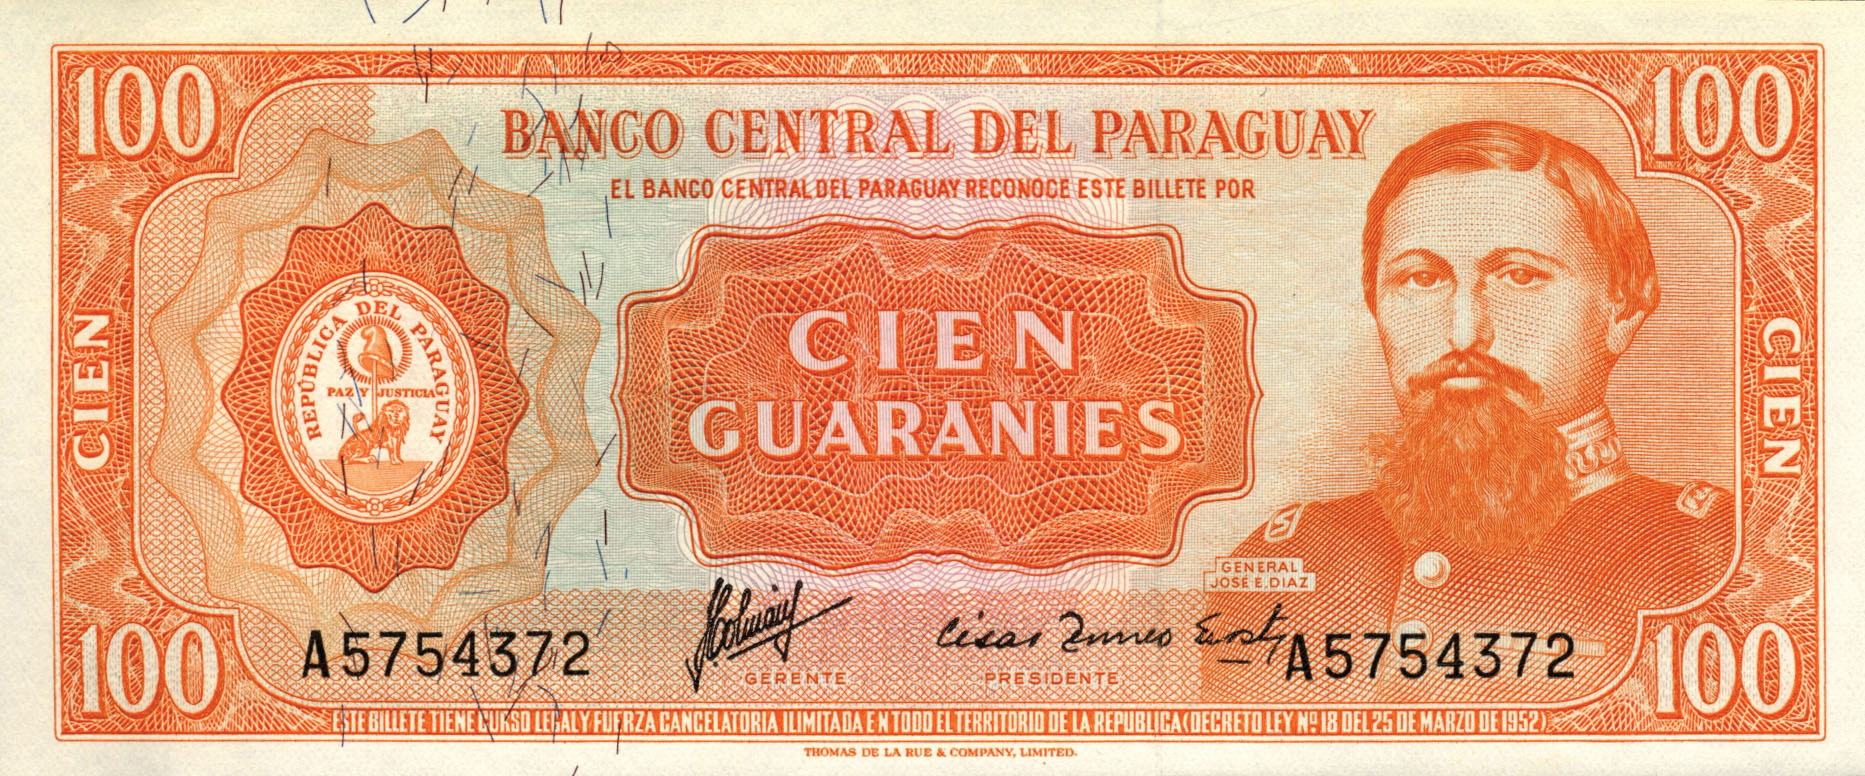 100
100
BANCO CENTRAL DEL PARAGUAY
EL BANCO CENTRAL DEL PARAGUAY RECONOCE ESTE BILLETE POR
CIEN
REPÚBLICA DEL PARAGUAY
PAZ Y JUSTICIA
CIEN
GUARANIES
CIEN
GENERAL
JOSÉ E. DIAZ
A5754372
GERENTE
César
PRESIDENTE
A5754372
100
100
ESTE BILLETE TIENE CURSO LEGAL Y FUERZA CANCELATORIA ILIMITADA EN TODO EL TERRITORIO DE LA REPUBLICA (DECRETO LEY Nº 18 DEL 25 DE MARZO DE 1952)
THOMAS DE LA RUE & COMPANY, LIMITED.